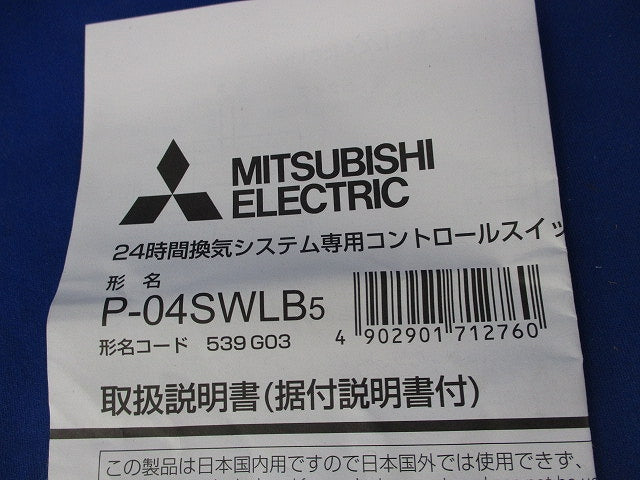 MITSUBISHI
ELECTRIC
24時間換気システム専用コントロールスイッ
形名
P-04SWLB5
形名コード 539G03
4 902901 712760
取扱説明書(据付説明書付)
この製品は日本国内用ですので日本国外では使用できず、